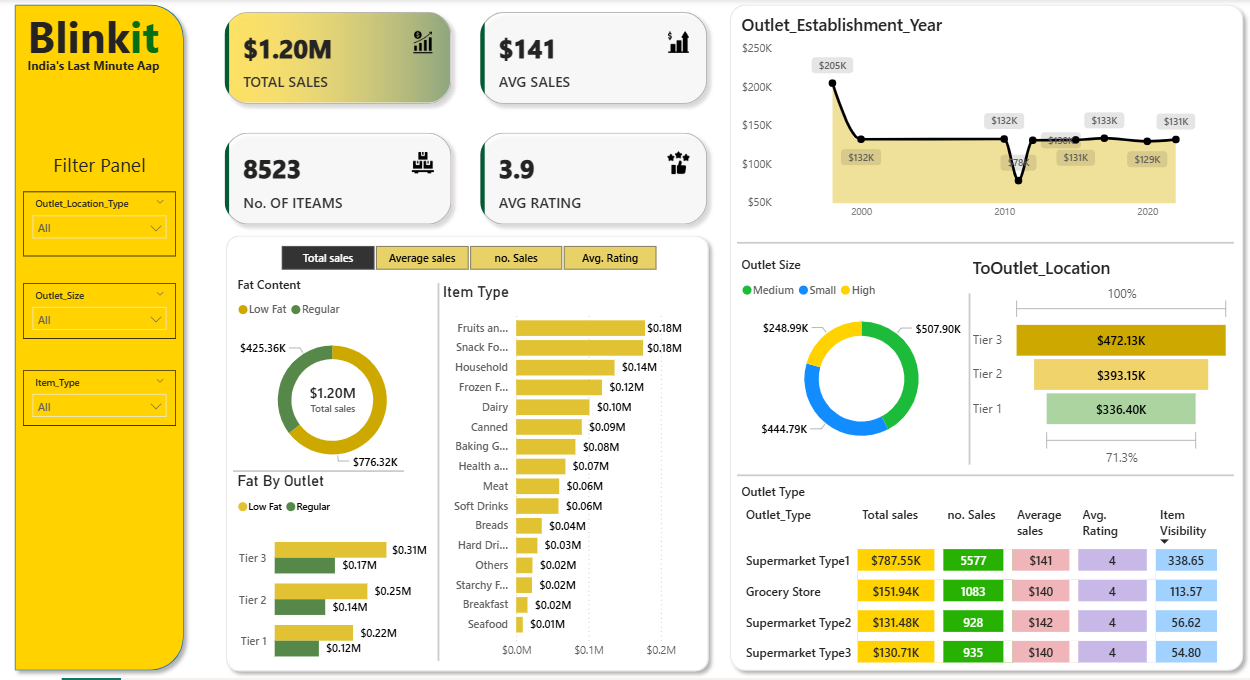 Blinkit
India's Last Minute Aap
Filter Panel
Outlet_Location_Type
All
Outlet_Size
All
Item_Type
All
$1.20M
TOTAL SALES
$141
AVG SALES
8523
No. OF ITEAMS
3.9
AVG RATING
Total sales
Average sales
no. Sales
Avg. Rating
Fat Content
Low Fat
Regular
$425.36K
$1.20M
Total sales
$776.32K
Fat By Outlet
Low Fat
Regular
Tier 3
$0.31M
$0.17M
Tier 2
$0.25M
$0.14M
Tier 1
$0.22M
$0.12M
Item Type
Fruits an... $0.18M
Snack Fo... $0.18M
Household $0.14M
Frozen F... $0.12M
Dairy $0.10M
Canned $0.09M
Baking G... $0.08M
Health a... $0.07M
Meat $0.06M
Soft Drinks $0.06M
Breads $0.04M
Hard Dri... $0.03M
Others $0.02M
Starchy F... $0.02M
Breakfast $0.02M
Seafood $0.01M
$0.0M $0.1M $0.2M
Outlet_Establishment_Year
$250K
$200K
$150K
$100K
$50K
$205K
$132K
$132K
$78K
$131K
$133K
$129K
$131K
2000 2010 2020
Outlet Size
Medium Small High
$248.99K
$507.90K
$444.79K
ToOutlet_Location
100%
Tier 3 $472.13K
Tier 2 $393.15K
Tier 1 $336.40K
71.3%
Outlet Type
Outlet_Type Total sales no. Sales Average sales Avg. Rating Item Visibility
Supermarket Type1 $787.55K 5577 $141 4 338.65
Grocery Store $151.94K 1083 $140 4 113.57
Supermarket Type2 $131.48K 928 $142 4 56.62
Supermarket Type3 $130.71K 935 $140 4 54.80